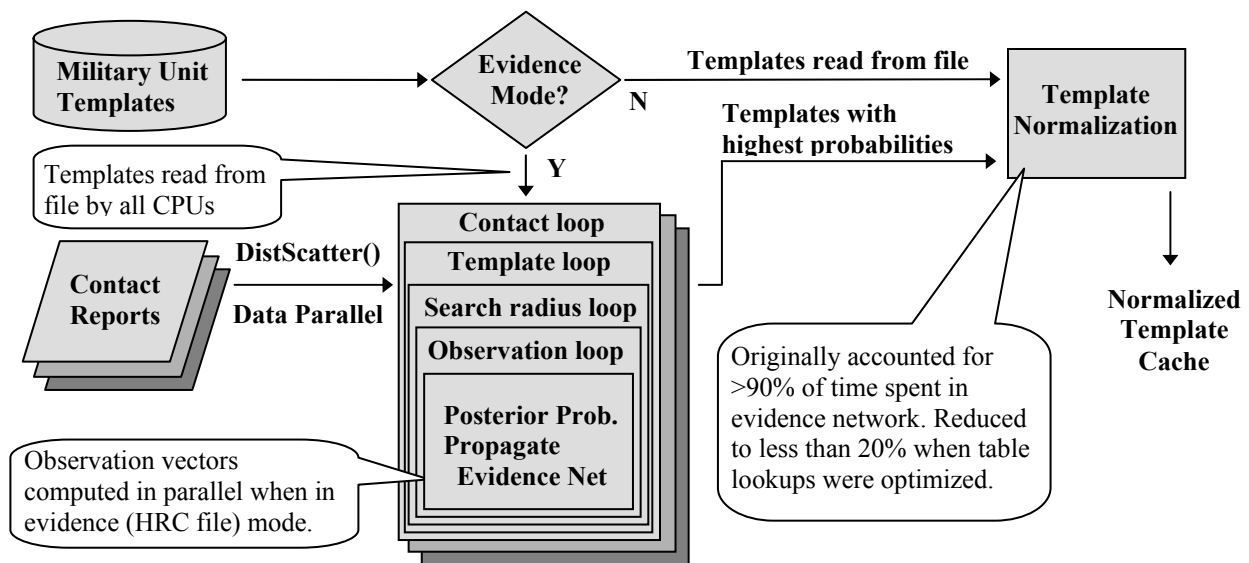 Military Unit
Templates
Evidence
Mode?
N
Y
Templates read from file
Templates with
highest probabilities
Template
Normalization
Templates read from
file by all CPUs
Contact
Reports
DistScatter()
Data Parallel
Contact loop
Template loop
Search radius loop
Observation loop
Posterior Prob.
Propagate
Evidence Net
Normalized
Template
Cache
Originally accounted for
>90% of time spent in
evidence network. Reduced
to less than 20% when table
lookups were optimized.
Observation vectors
computed in parallel when in
evidence (HRC file) mode.